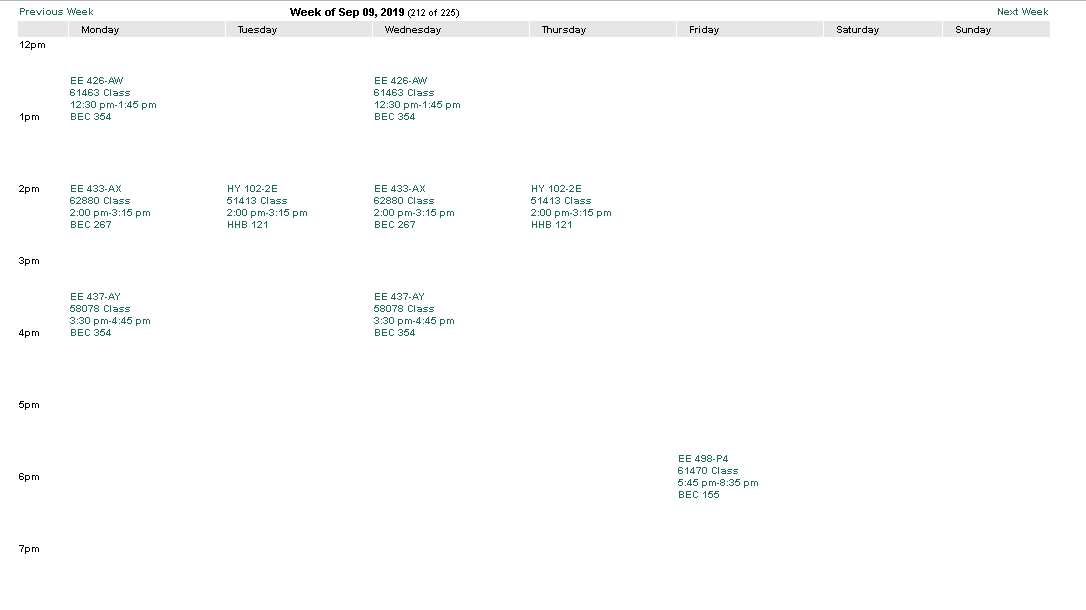 Previous Week Week of Sep 09, 2019 (212 of 225) Next Week
Monday Tuesday Wednesday Thursday Friday Saturday Sunday
12pm
EE 426-AW EE 426-AW
61463 Class 61463 Class
12:30 pm-1:45 pm 12:30 pm-1:45 pm
1pm BEC 354 BEC 354
2pm EE 433-AX HY 102-2E EE 433-AX HY 102-2E
62880 Class 51413 Class 62880 Class 51413 Class
2:00 pm-3:15 pm 2:00 pm-3:15 pm 2:00 pm-3:15 pm 2:00 pm-3:15 pm
BEC 267 HHB 121 BEC 267 HHB 121
3pm
EE 437-AY EE 437-AY
58078 Class 58078 Class
3:30 pm-4:45 pm 3:30 pm-4:45 pm
4pm BEC 354 BEC 354
5pm
EE 498-P4
61470 Class
6pm 5:45 pm-8:35 pm
BEC 155
7pm